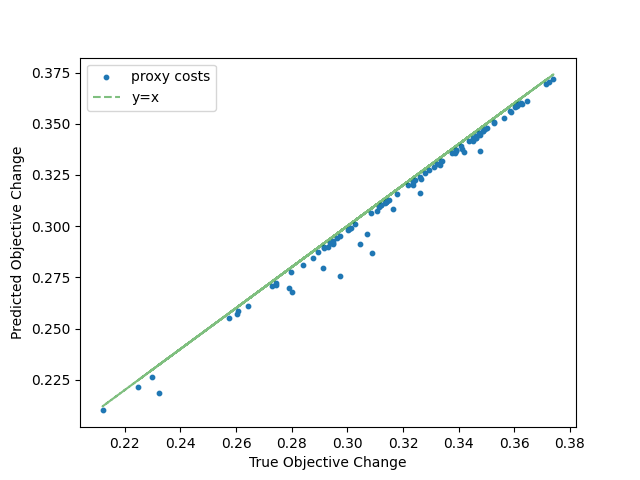 proxy costs
y=x
0.375
0.350
0.325
0.300
0.275
0.250
0.225
Predicted Objective Change
0.22 0.24 0.26 0.28 0.30 0.32 0.34 0.36 0.38
True Objective Change